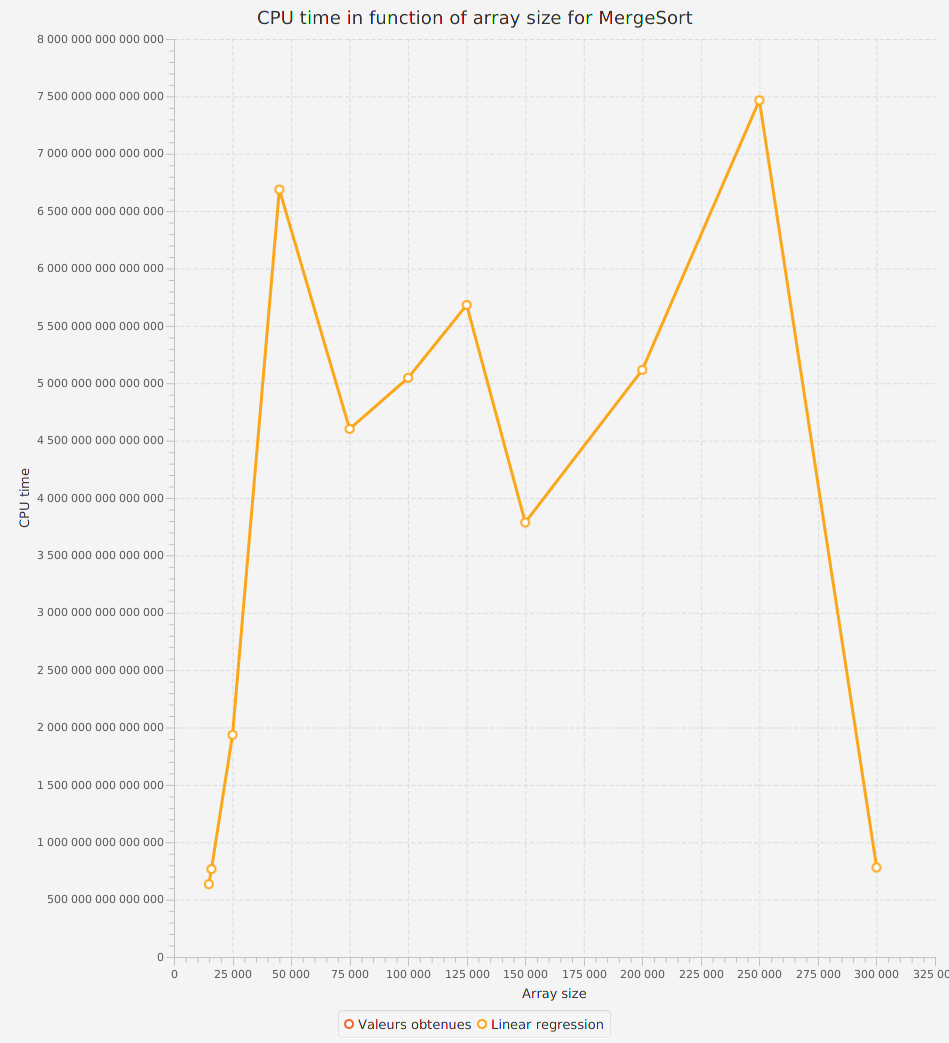 CPU time in function of array size for MergeSort
8 000 000 000 000 000
7 500 000 000 000 000
7 000 000 000 000 000
6 500 000 000 000 000
6 000 000 000 000 000
5 500 000 000 000 000
5 000 000 000 000 000
4 500 000 000 000 000
4 000 000 000 000 000
3 500 000 000 000 000
3 000 000 000 000 000
2 500 000 000 000 000
2 000 000 000 000 000
1 500 000 000 000 000
1 000 000 000 000 000
500 000 000 000 000
0
CPU time
0 25 000 50 000 75 000 100 000 125 000 150 000 175 000 200 000 225 000 250 000 275 000 300 000 325 00
Array size
Valeurs obtenues Linear regression